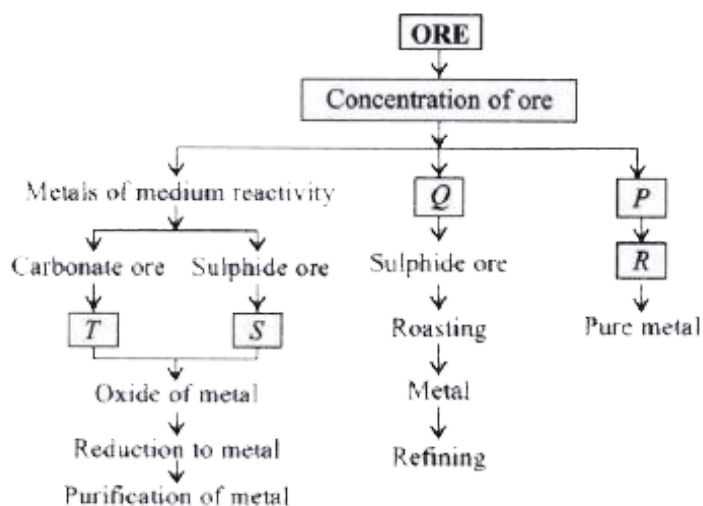 ORE
Concentration of ore
Metals of medium reactivity
Q
P
Carbonate ore
Sulphide ore
Sulphide ore
R
T
S
Roasting
Pure metal
Oxide of metal
Metal
Reduction to metal
Refining
Purification of metal